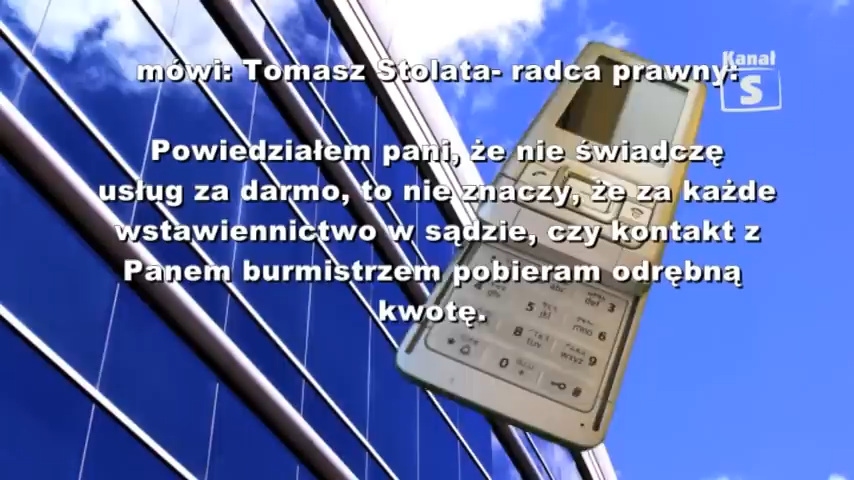 Kanał
S
mówi: Tomasz Stolata- radca prawny:
Powiedziałem pani, że nie świadczę
usług za darmo, to nie znaczy, że za każde
wstawiennictwo w sądzie, czy kontakt z
Panem burmistrzem pobieram odrębną
kwotę.